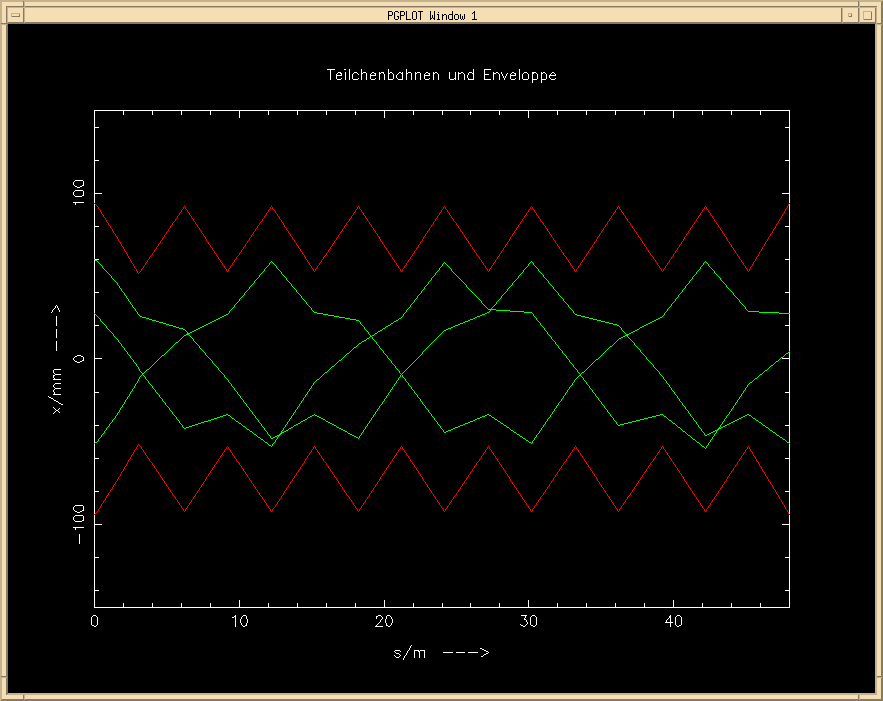 PGPLOT Window 1
Teilchenbahnen und Enveloppe
100
0
-100
x/mm --->
0 10 20 30 40
s/m --->